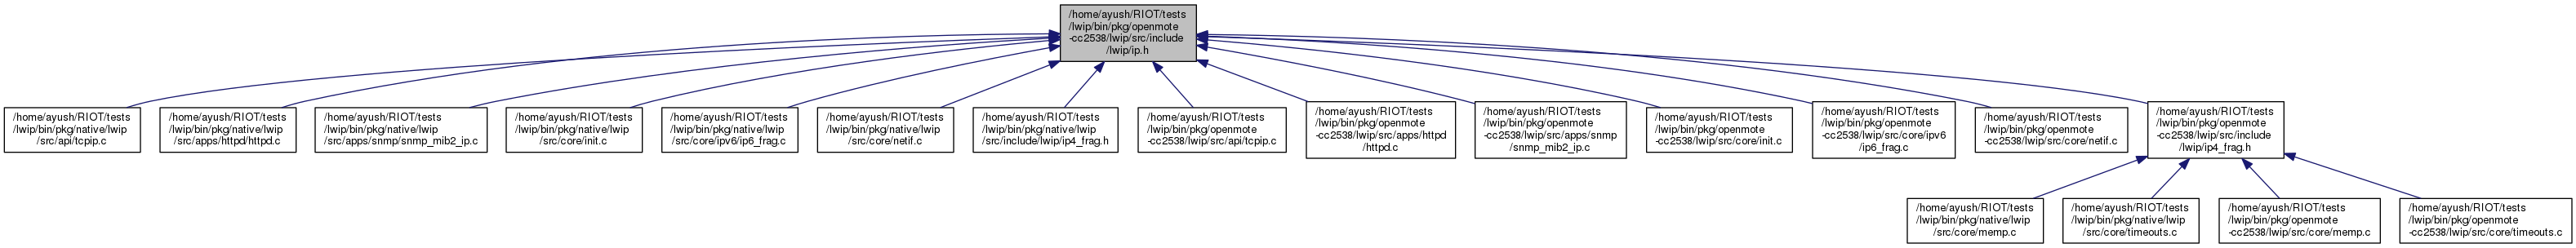 /home/ayush/RIOT/tests
/lwip/bin/pkg/openmote
-cc2538/lwip/src/include
/lwip/ip.h
/home/ayush/RIOT/tests
/lwip/bin/pkg/native/lwip
/src/api/tcpip.c
/home/ayush/RIOT/tests
/lwip/bin/pkg/native/lwip
/src/apps/httpd/httpd.c
/home/ayush/RIOT/tests
/lwip/bin/pkg/native/lwip
/src/apps/snmp/snmp_mib2_ip.c
/home/ayush/RIOT/tests
/lwip/bin/pkg/native/lwip
/src/core/init.c
/home/ayush/RIOT/tests
/lwip/bin/pkg/native/lwip
/src/core/ipv6/ip6_frag.c
/home/ayush/RIOT/tests
/lwip/bin/pkg/native/lwip
/src/core/netif.c
/home/ayush/RIOT/tests
/lwip/bin/pkg/native/lwip
/src/include/lwip/ip4_frag.h
/home/ayush/RIOT/tests
/lwip/bin/pkg/openmote
-cc2538/lwip/src/api/tcpip.c
/home/ayush/RIOT/tests
/lwip/bin/pkg/openmote
-cc2538/lwip/src/apps/httpd
/httpd.c
/home/ayush/RIOT/tests
/lwip/bin/pkg/openmote
-cc2538/lwip/src/apps/snmp
/snmp_mib2_ip.c
/home/ayush/RIOT/tests
/lwip/bin/pkg/openmote
-cc2538/lwip/src/core/init.c
/home/ayush/RIOT/tests
/lwip/bin/pkg/openmote
-cc2538/lwip/src/core/ipv6
/ip6_frag.c
/home/ayush/RIOT/tests
/lwip/bin/pkg/openmote
-cc2538/lwip/src/core/netif.c
/home/ayush/RIOT/tests
/lwip/bin/pkg/openmote
-cc2538/lwip/src/include
/lwip/ip4_frag.h
/home/ayush/RIOT/tests
/lwip/bin/pkg/native/lwip
/src/core/memp.c
/home/ayush/RIOT/tests
/lwip/bin/pkg/native/lwip
/src/core/timeouts.c
/home/ayush/RIOT/tests
/lwip/bin/pkg/openmote
-cc2538/lwip/src/core/memp.c
/home/ayush/RIOT/tests
/lwip/bin/pkg/openmote
-cc2538/lwip/src/core/timeouts.c